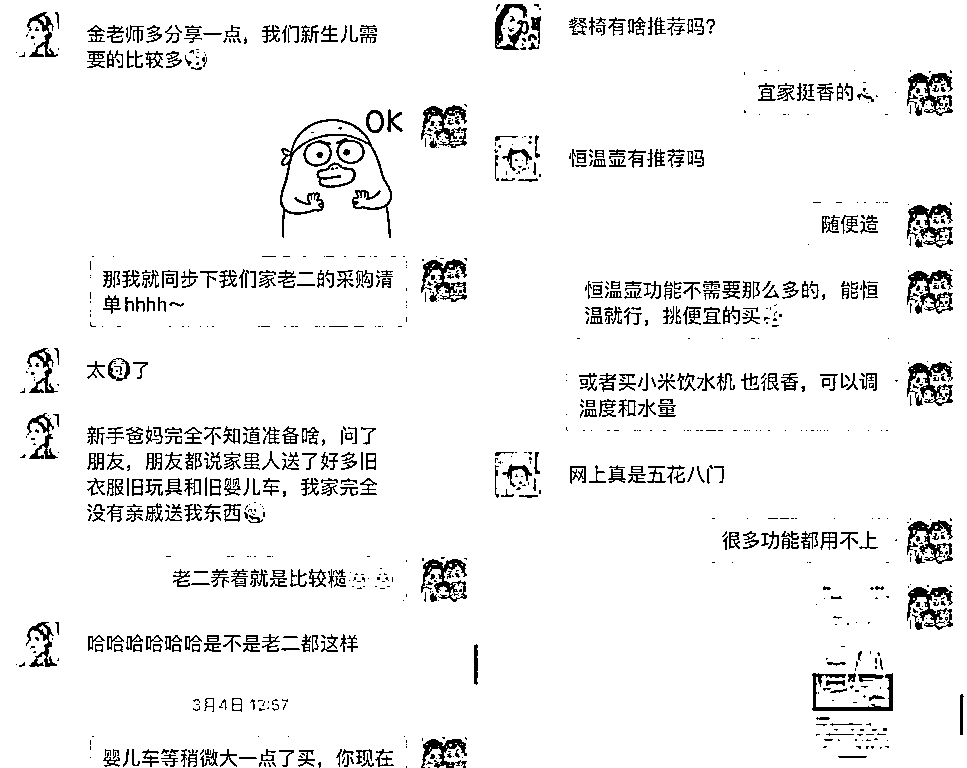 金老师多分享一点，我们新生儿需
要的比较多
OK
那我就同步下我们家老二的采购清
单hhhh～
太 了
新手爸妈完全不知道准备啥，问了
朋友，朋友都说家里人送了好多旧
衣服旧玩具和旧婴儿车，我家完全
没有亲戚送我东西
老二养着就是比较糙
哈哈哈哈哈哈是不是老二都这样
3月4日 12:57
婴儿车等稍微大一点了买，你现在
餐椅有啥推荐吗？
宜家挺香的
恒温壶有推荐吗
随便造
恒温壶功能不需要那么多的，能恒
温就行，挑便宜的买
或者买小米饮水机 也很香，可以调
温度和水量
网上真是五花八门
很多功能都用不上